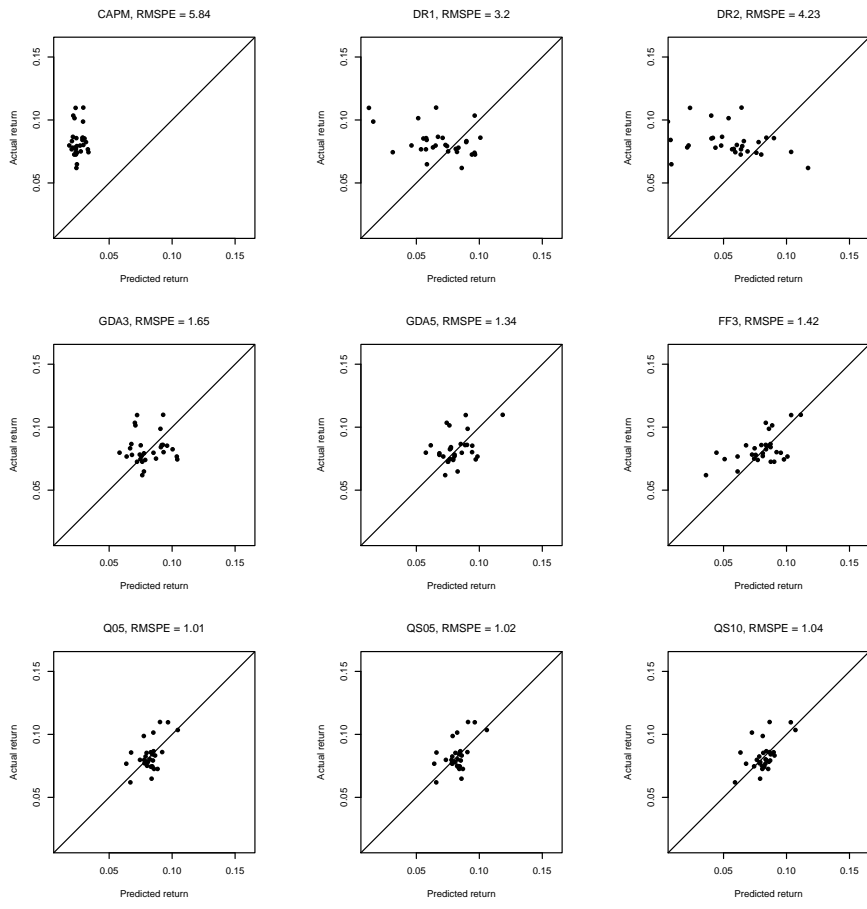 CAPM, RMSPE = 5.84
DR1, RMSPE = 3.2
DR2, RMSPE = 4.23
0.15
0.10
0.05
Actual return
0.05 0.10 0.15
Predicted return
0.15
0.10
0.05
Actual return
0.05 0.10 0.15
Predicted return
0.15
0.10
0.05
Actual return
0.05 0.10 0.15
Predicted return
GDA3, RMSPE = 1.65
GDA5, RMSPE = 1.34
FF3, RMSPE = 1.42
0.15
0.10
0.05
Actual return
0.05 0.10 0.15
Predicted return
0.15
0.10
0.05
Actual return
0.05 0.10 0.15
Predicted return
0.15
0.10
0.05
Actual return
0.05 0.10 0.15
Predicted return
Q05, RMSPE = 1.01
QS05, RMSPE = 1.02
QS10, RMSPE = 1.04
0.15
0.10
0.05
Actual return
0.05 0.10 0.15
Predicted return
0.15
0.10
0.05
Actual return
0.05 0.10 0.15
Predicted return
0.15
0.10
0.05
Actual return
0.05 0.10 0.15
Predicted return